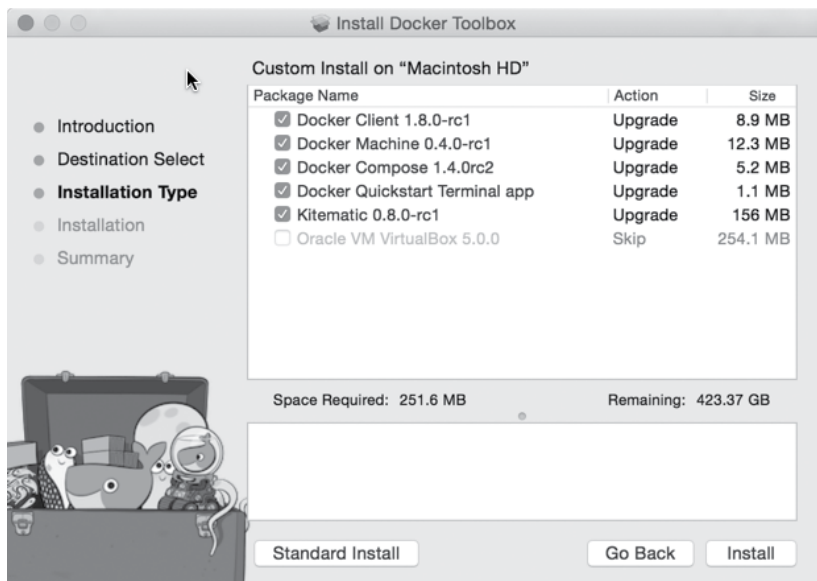 Install Docker Toolbox
Custom Install on “Macintosh HD”
Introduction
Destination Select
Installation Type
Installation
Summary
Package Name Action Size
Docker Client 1.8.0-rc1 Upgrade 8.9 MB
Docker Machine 0.4.0-rc1 Upgrade 12.3 MB
Docker Compose 1.4.0rc2 Upgrade 5.2 MB
Docker Quickstart Terminal app Upgrade 1.1 MB
Kitematic 0.8.0-rc1 Upgrade 156 MB
Oracle VM VirtualBox 5.0.0 Skip 254.1 MB
Space Required: 251.6 MB Remaining: 423.37 GB
Standard Install Go Back Install